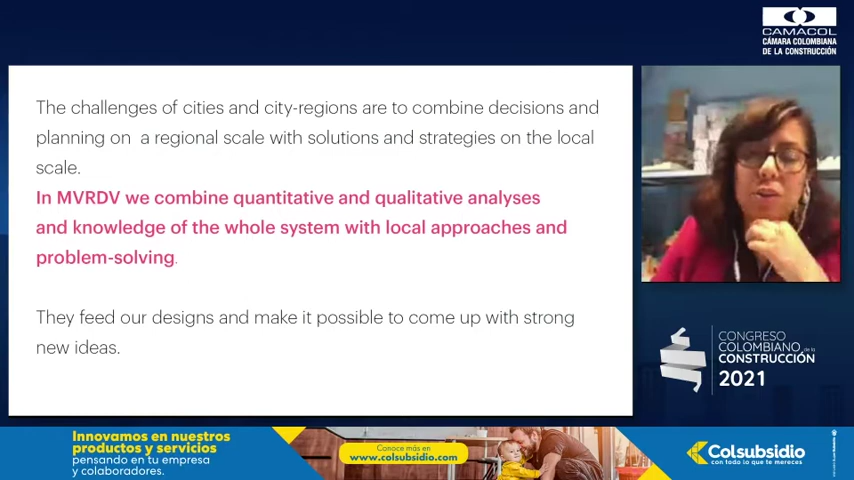 CAMACOL
CÁMARA COLOMBIANA
DE LA CONSTRUCCIÓN
The challenges of cities and city-regions are to combine decisions and
planning on a regional scale with solutions and strategies on the local
scale.
In MVRDV we combine quantitative and qualitative analyses
and knowledge of the whole system with local approaches and
problem-solving.
They feed our designs and make it possible to come up with strong
new ideas.
CONGRESO
COLOMBIANO de la
CONSTRUCCIÓN
2021
Innovamos en nuestros
productos y servicios
pensando en tu empresa
y colaboradores.
Conoce más en
www.colsubsidio.com
Colsubsidio
con todo lo que te mereces